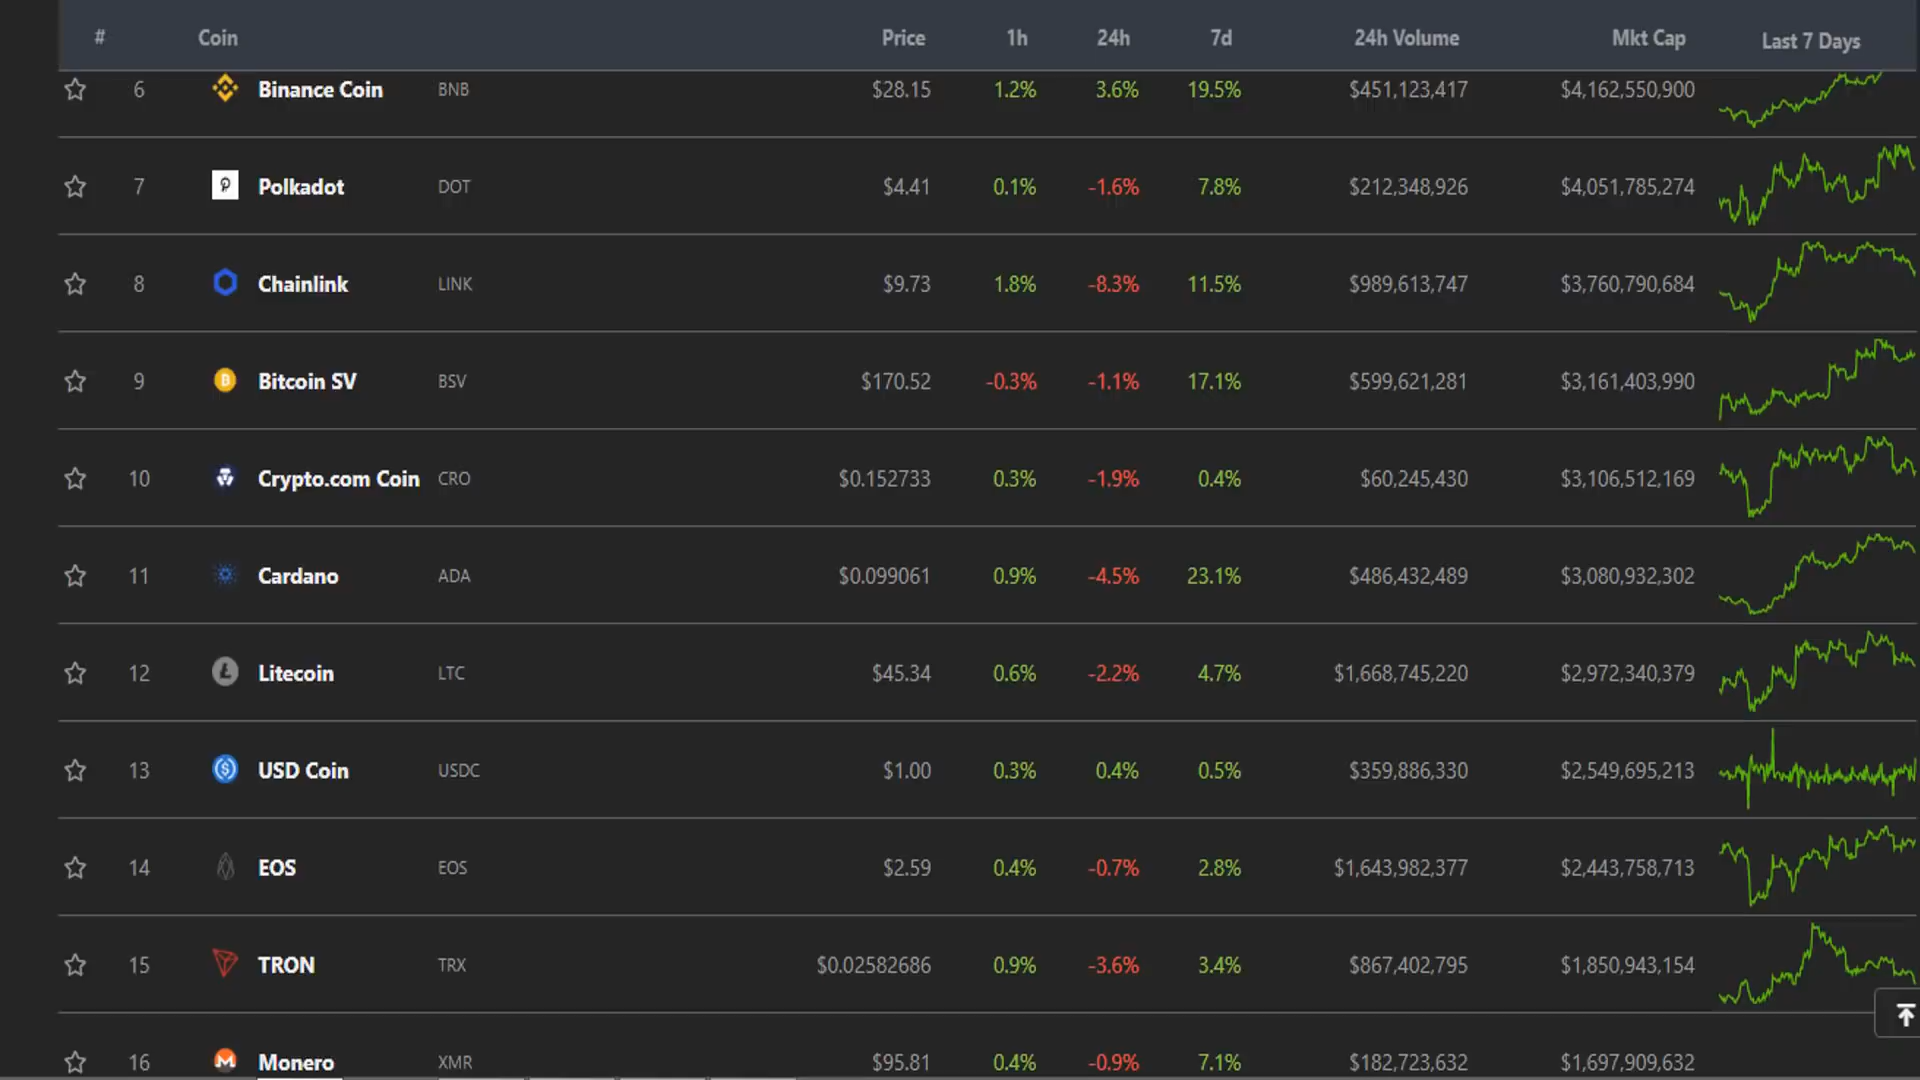 # Coin Price 1h 24h 7d 24h Volume Mkt Cap Last 7 Days
6 Binance Coin BNB $28.15 1.2% 3.6% 19.5% $451,123,417 $4,162,550,900
7 Polkadot DOT $4.41 0.1% -1.6% 7.8% $212,348,926 $4,051,785,274
8 Chainlink LINK $9.73 1.8% -8.3% 11.5% $989,613,747 $3,760,790,684
9 Bitcoin SV BSV $170.52 -0.3% -1.1% 17.1% $599,621,281 $3,161,403,990
10 Crypto.com Coin CRO $0.152733 0.3% -1.9% 0.4% $60,245,430 $3,106,512,169
11 Cardano ADA $0.099061 0.9% -4.5% 23.1% $486,432,489 $3,080,932,302
12 Litecoin LTC $45.34 0.6% -2.2% 4.7% $1,668,745,220 $2,972,340,379
13 USD Coin USDC $1.00 0.3% 0.4% 0.5% $359,886,330 $2,549,695,213
14 EOS EOS $2.59 0.4% -0.7% 2.8% $1,643,982,377 $2,443,758,713
15 TRON TRX $0.02582686 0.9% -3.6% 3.4% $867,402,795 $1,850,943,154
16 Monero XMR $95.81 0.4% -0.9% 7.1% $182,723,632 $1,697,909,632